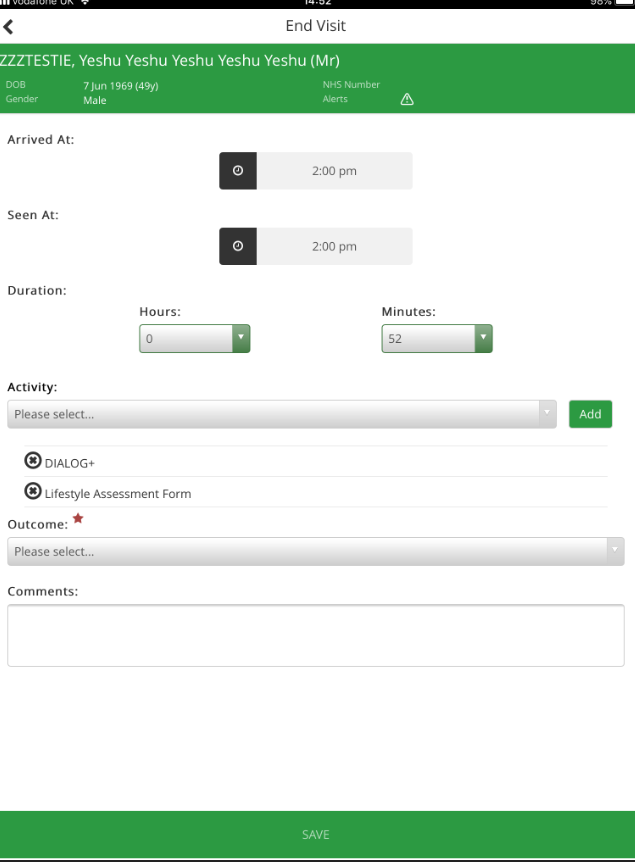 vodafone UK 14:52 98%
End Visit
ZZZTESTIE, Yeshu Yeshu Yeshu Yeshu Yeshu (Mr)
DOB 7 Jun 1969 (49y) NHS Number
Gender Male Alerts
Arrived At:
2:00 pm
Seen At:
2:00 pm
Duration:
Hours: Minutes:
0 52
Activity:
Please select... Add
DIALOG+
Lifestyle Assessment Form
Outcome:
Please select...
Comments:
SAVE